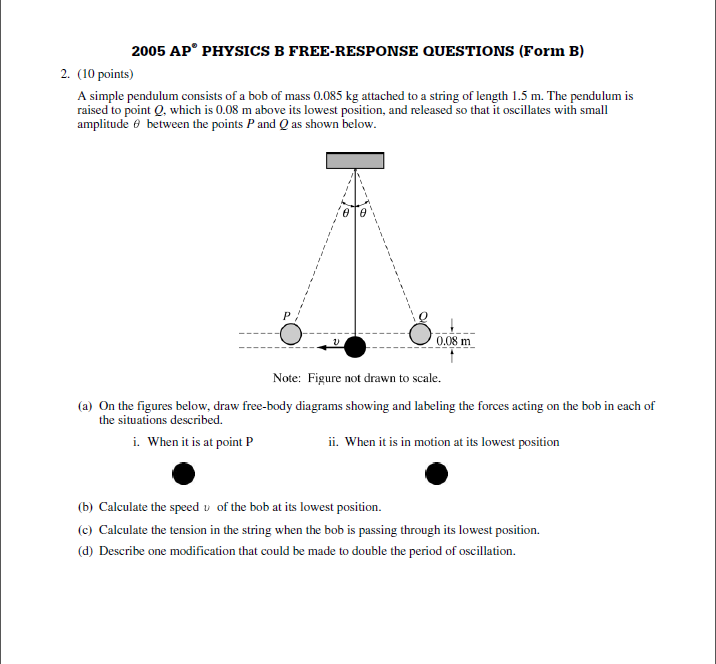 2005 AP® PHYSICS B FREE-RESPONSE QUESTIONS (Form B)
2. (10 points)
A simple pendulum consists of a bob of mass 0.085 kg attached to a string of length 1.5 m. The pendulum is
raised to point Q, which is 0.08 m above its lowest position, and released so that it oscillates with small
amplitude θ between the points P and Q as shown below.
θ θ
P Q
υ 0.08 m
Note: Figure not drawn to scale.
(a) On the figures below, draw free-body diagrams showing and labeling the forces acting on the bob in each of
the situations described.
i. When it is at point P ii. When it is in motion at its lowest position
(b) Calculate the speed υ of the bob at its lowest position.
(c) Calculate the tension in the string when the bob is passing through its lowest position.
(d) Describe one modification that could be made to double the period of oscillation.